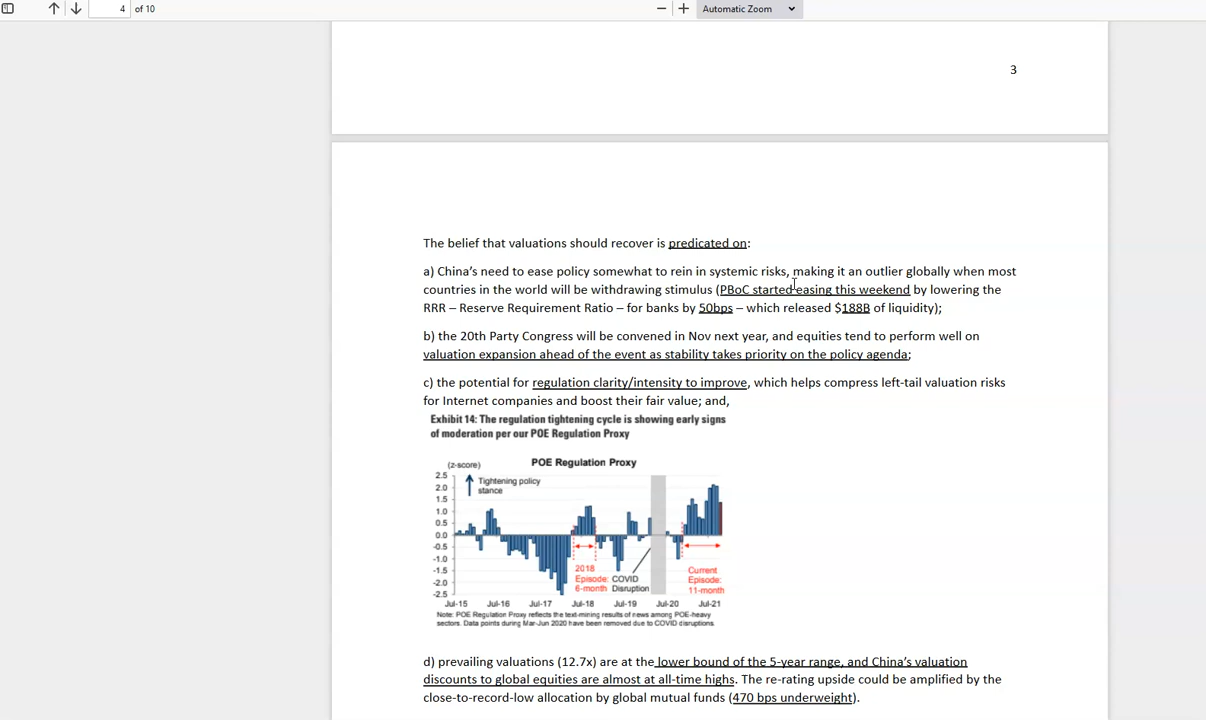 4 of 10
Automatic Zoom
3
The belief that valuations should recover is predicated on:
a) China's need to ease policy somewhat to rein in systemic risks, making it an outlier globally when most
countries in the world will be withdrawing stimulus (PBoC started easing this weekend by lowering the
RRR – Reserve Requirement Ratio – for banks by 50bps – which released $188B of liquidity);
b) the 20th Party Congress will be convened in Nov next year, and equities tend to perform well on
valuation expansion ahead of the event as stability takes priority on the policy agenda;
c) the potential for regulation clarity/intensity to improve, which helps compress left-tail valuation risks
for Internet companies and boost their fair value; and,
Exhibit 14: The regulation tightening cycle is showing early signs
of moderation per our POE Regulation Proxy
(z-score)
POE Regulation Proxy
2.5
Tightening policy
2.0
stance
1.5
1.0
0.5
0.0
-0.5
-1.0
-1.5
-2.0
-2.5
2018
Episode:
6-month
COVID
Disruption
Current
Episode:
11-month
Jul-15 Jul-16 Jul-17 Jul-18 Jul-19 Jul-20 Jul-21
Note: POE Regulation Proxy reflects the text-mining results of news among POE-heavy
sectors. Data points during Mar-Jun 2020 have been removed due to COVID disruptions.
d) prevailing valuations (12.7x) are at the lower bound of the 5-year range, and China's valuation
discounts to global equities are almost at all-time highs. The re-rating upside could be amplified by the
close-to-record-low allocation by global mutual funds (470 bps underweight).